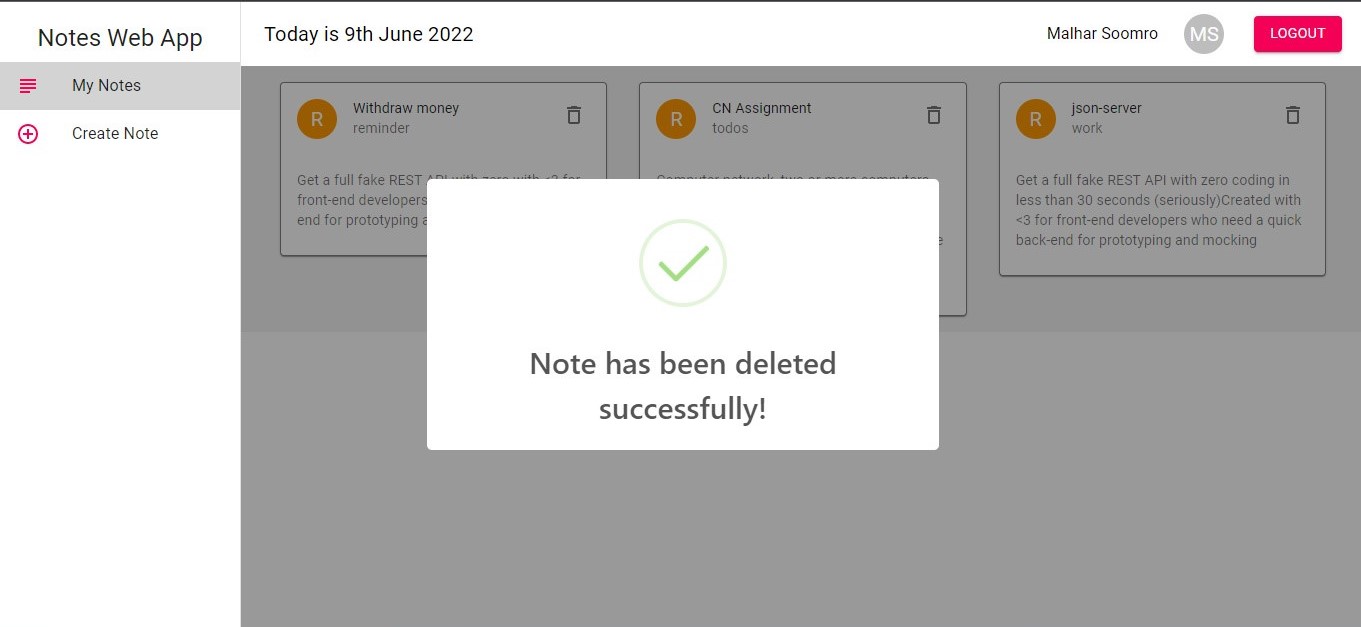 Notes Web App
My Notes
Create Note
Today is 9th June 2022
Malhar Soomro
MS
LOGOUT
R
Withdraw money
reminder
Get a full fake REST API with zero with <3 for
front-end developers
end for prototyping
R
CN Assignment
todos
Computer network, two or more computers
R
json-server
work
Get a full fake REST API with zero coding in
less than 30 seconds (seriously)Created with
<3 for front-end developers who need a quick
back-end for prototyping and mocking
Note has been deleted
successfully!